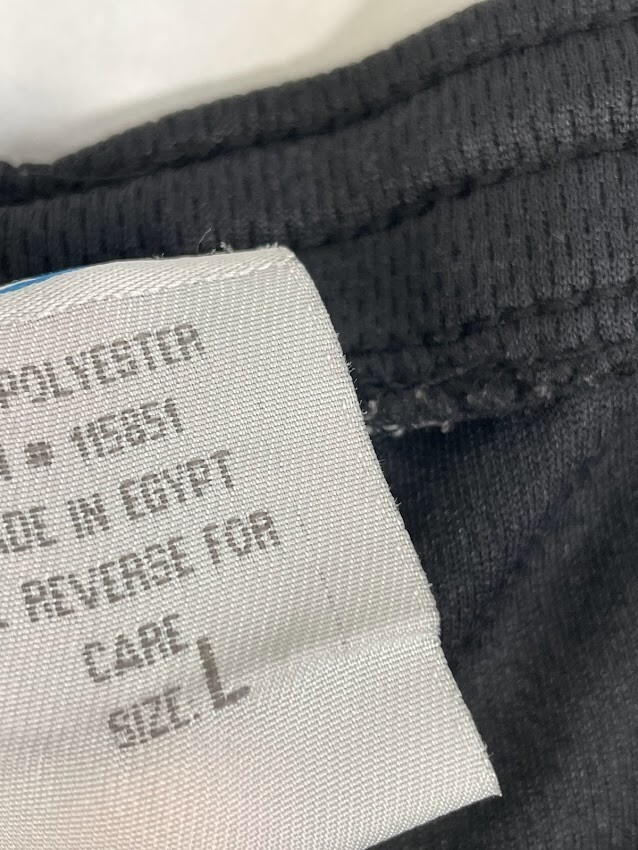 POLYESTER
# 115851
ADE IN EGYPT
REVERSE FOR
CARE
SIZE. L